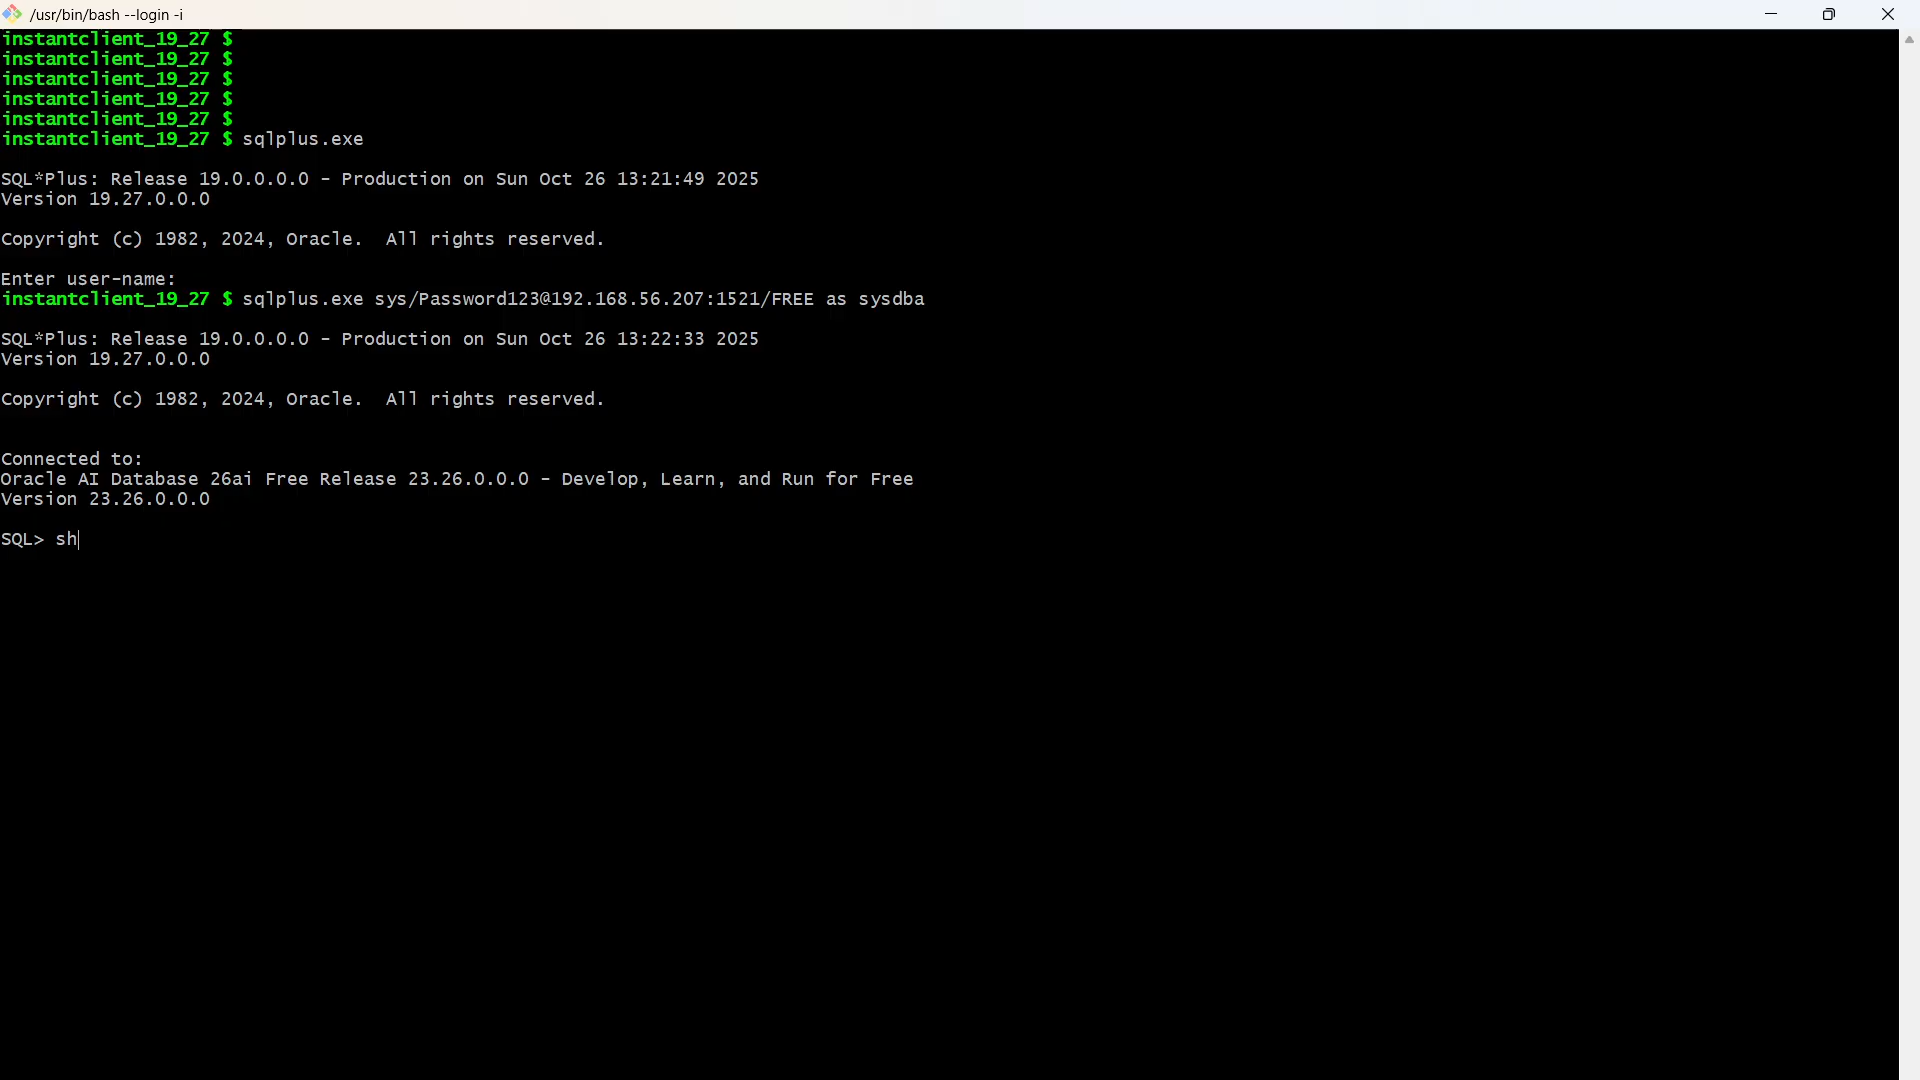 /usr/bin/bash --login -i
instantclient_19_27 $
instantclient_19_27 $
instantclient_19_27 $
instantclient_19_27 $
instantclient_19_27 $
instantclient_19_27 $ sqlplus.exe
SQL*Plus: Release 19.0.0.0.0 - Production on Sun Oct 26 13:21:49 2025
Version 19.27.0.0.0
Copyright (c) 1982, 2024, Oracle.  All rights reserved.
Enter user-name:
instantclient_19_27 $ sqlplus.exe sys/Password123@192.168.56.207:1521/FREE as sysdba
SQL*Plus: Release 19.0.0.0.0 - Production on Sun Oct 26 13:22:33 2025
Version 19.27.0.0.0
Copyright (c) 1982, 2024, Oracle.  All rights reserved.
Connected to:
Oracle AI Database 26ai Free Release 23.26.0.0.0 - Develop, Learn, and Run for Free
Version 23.26.0.0.0
SQL> sh